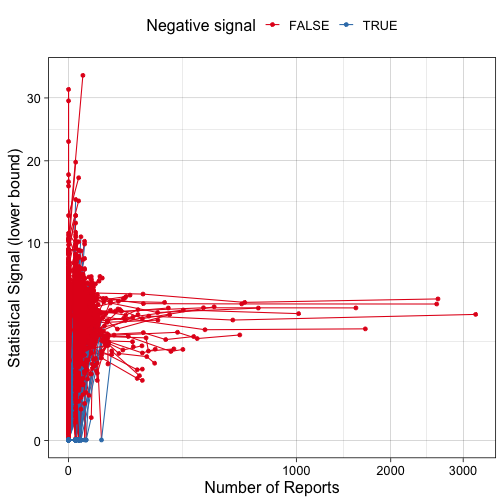 Negative signal FALSE TRUE
30
20
10
0
Statistical Signal (lower bound)
0 1000 2000 3000
Number of Reports